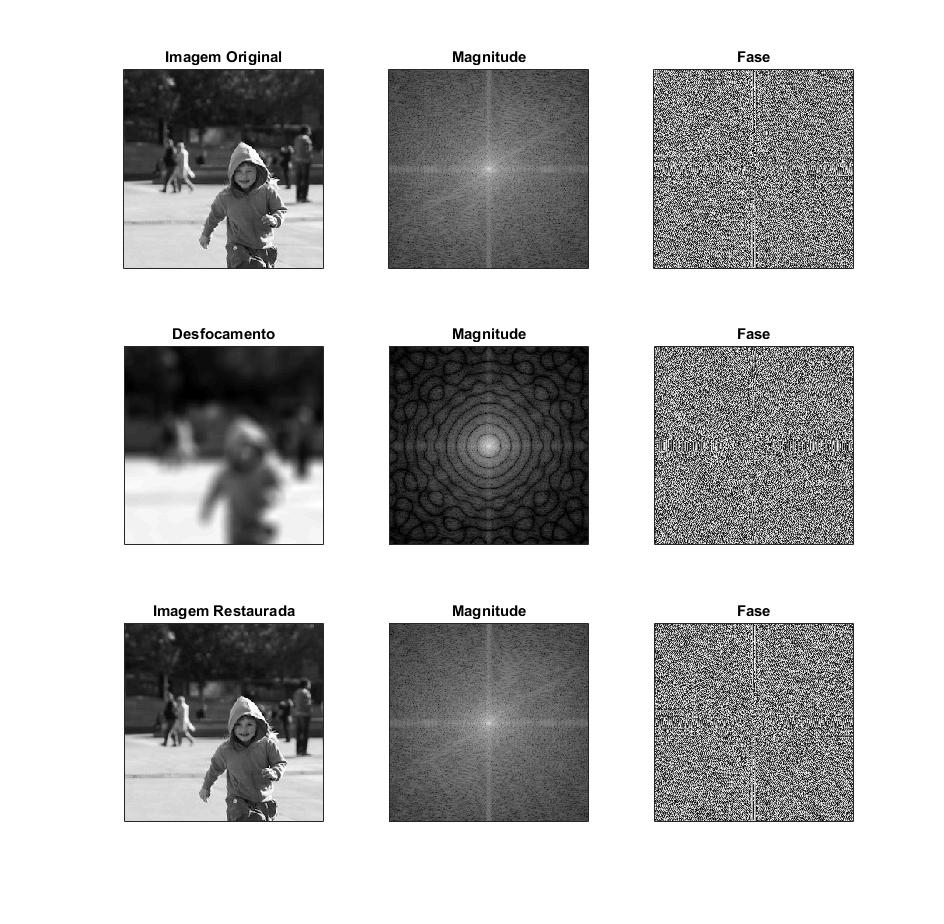 Imagem Original
Magnitude
Fase
Desfocamento
Magnitude
Fase
Imagem Restaurada
Magnitude
Fase